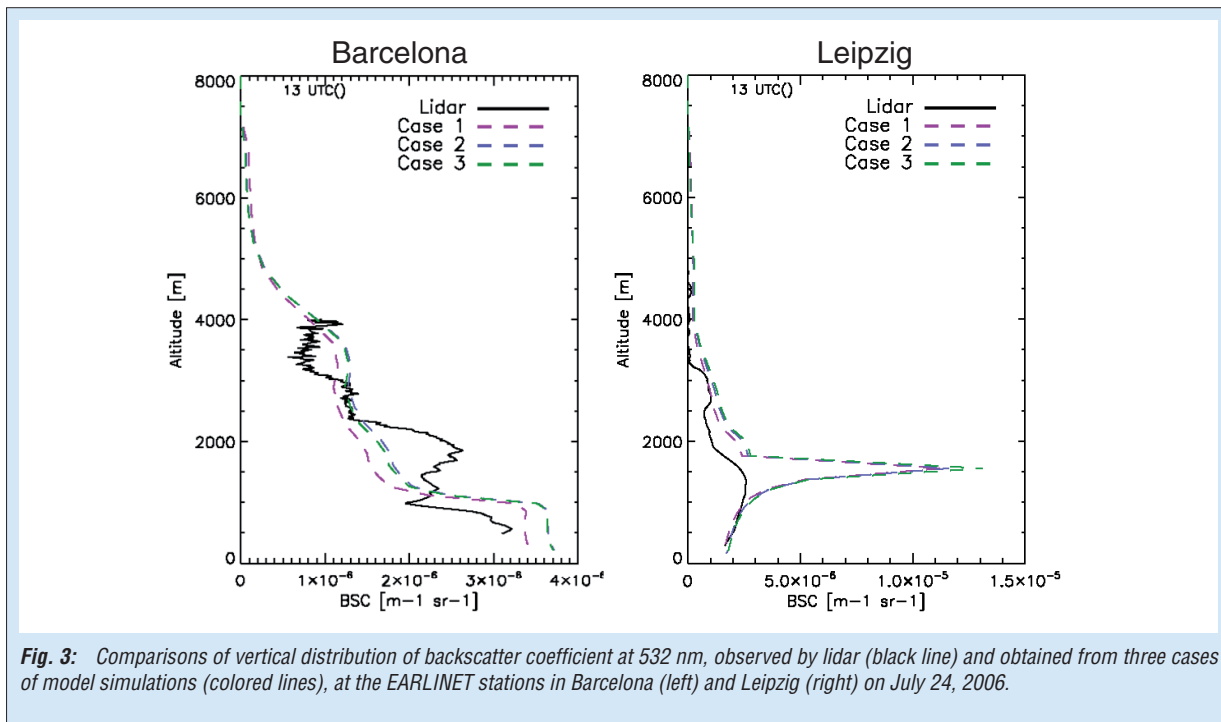 Barcelona
8000
13 UTC()
Lidar
Case 1
Case 2
Case 3
6000
Altitude [m]
4000
2000
0
0
1×10⁻⁶
2×10⁻⁶
3×10⁻⁶
4×10⁻⁶
BSC [m-1 sr-1]
Leipzig
8000
13 UTC()
Lidar
Case 1
Case 2
Case 3
6000
Altitude [m]
4000
2000
0
0
5.0×10⁻⁶
1.0×10⁻⁵
1.5×10⁻⁵
BSC [m-1 sr-1]
Fig. 3: Comparisons of vertical distribution of backscatter coefficient at 532 nm, observed by lidar (black line) and obtained from three cases
of model simulations (colored lines), at the EARLINET stations in Barcelona (left) and Leipzig (right) on July 24, 2006.